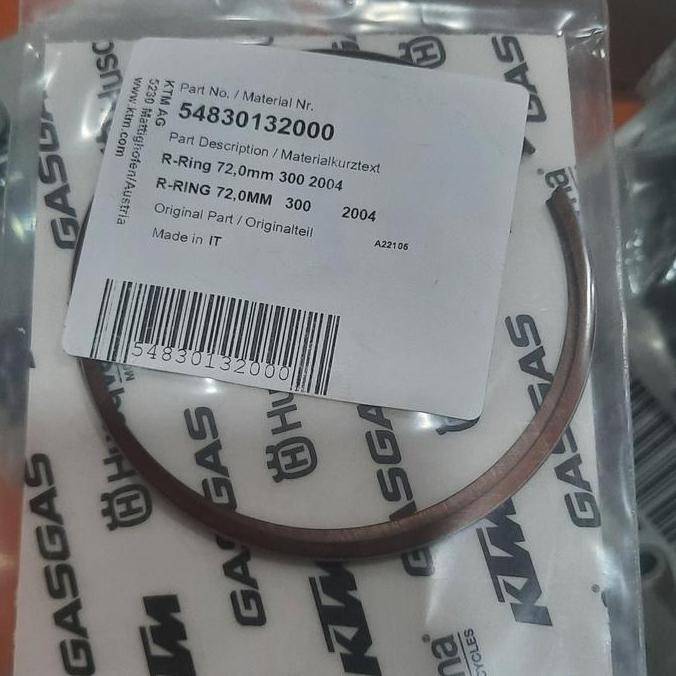 KTM AG
5230 Mattighofen/Austria
www.ktm.com
Part No. / Material Nr.
54830132000
Part Description / Materialkurztext
R-Ring 72,0mm 300 2004
R-RING 72,0MM 300 2004
Original Part / Originalteil
Made in IT
A22106
54830132000
GASGAS
GASGAS
GASGAS
GASGAS
GASGAS
KTM
KTM
KTM